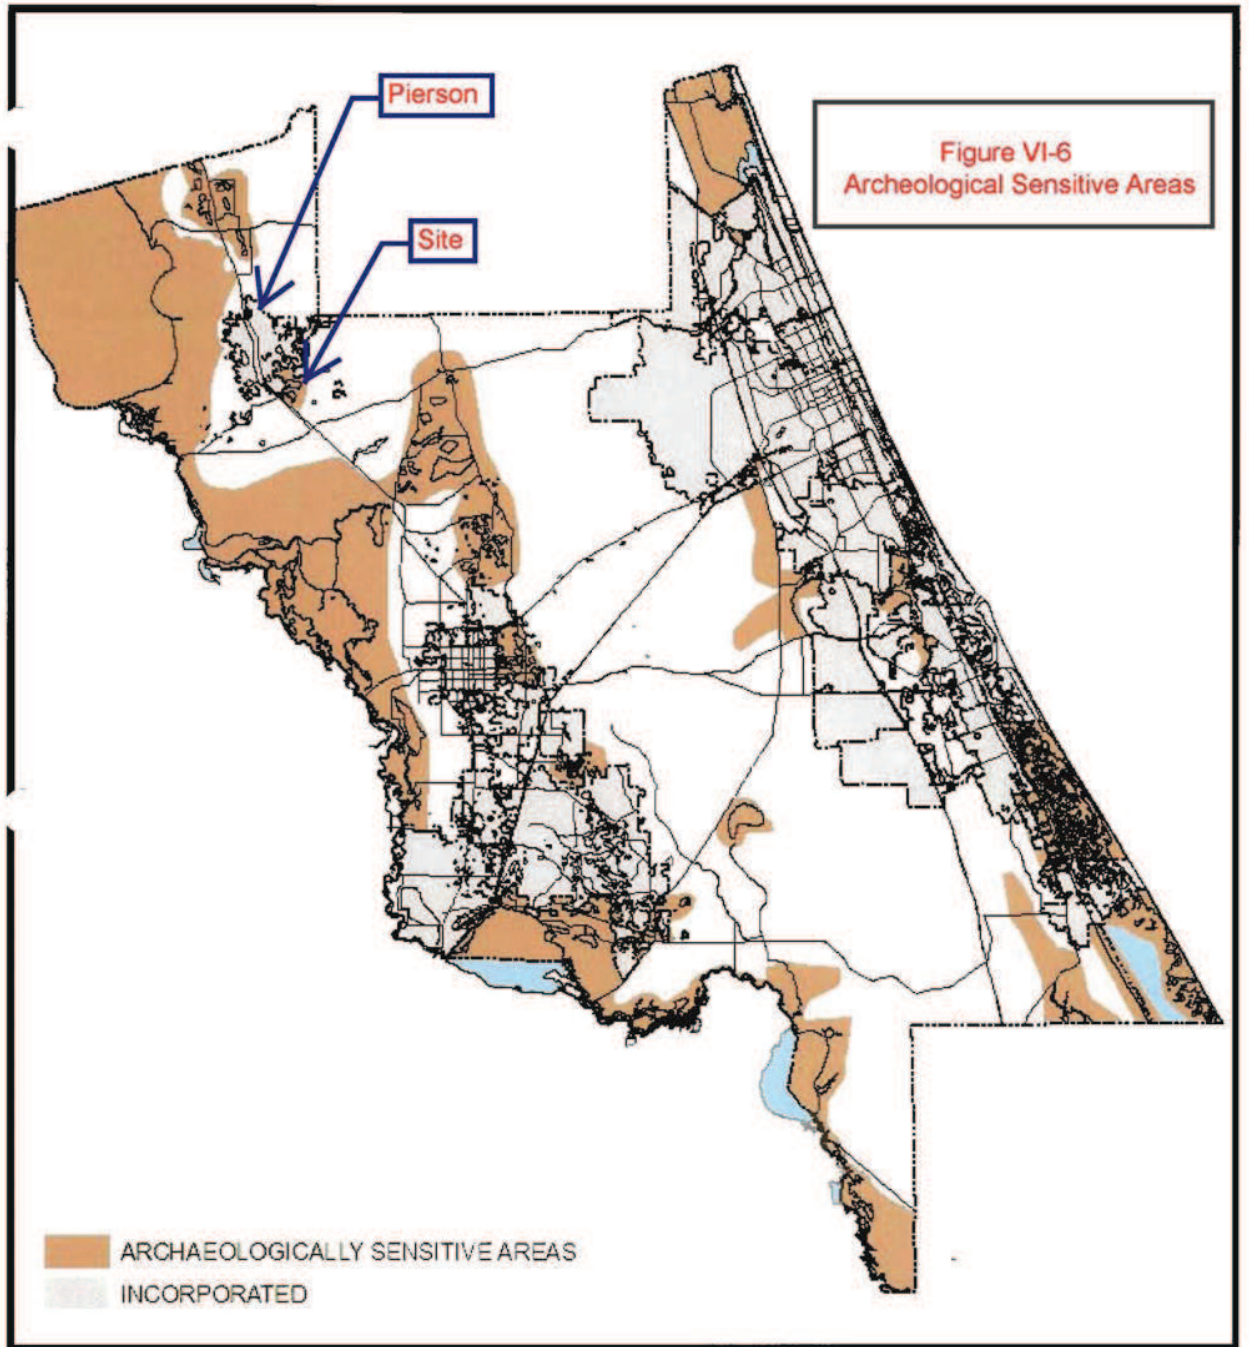 Pierson
Figure VI-6
Archeological Sensitive Areas
Site
ARCHAEOLOGICALLY SENSITIVE AREAS
INCORPORATED